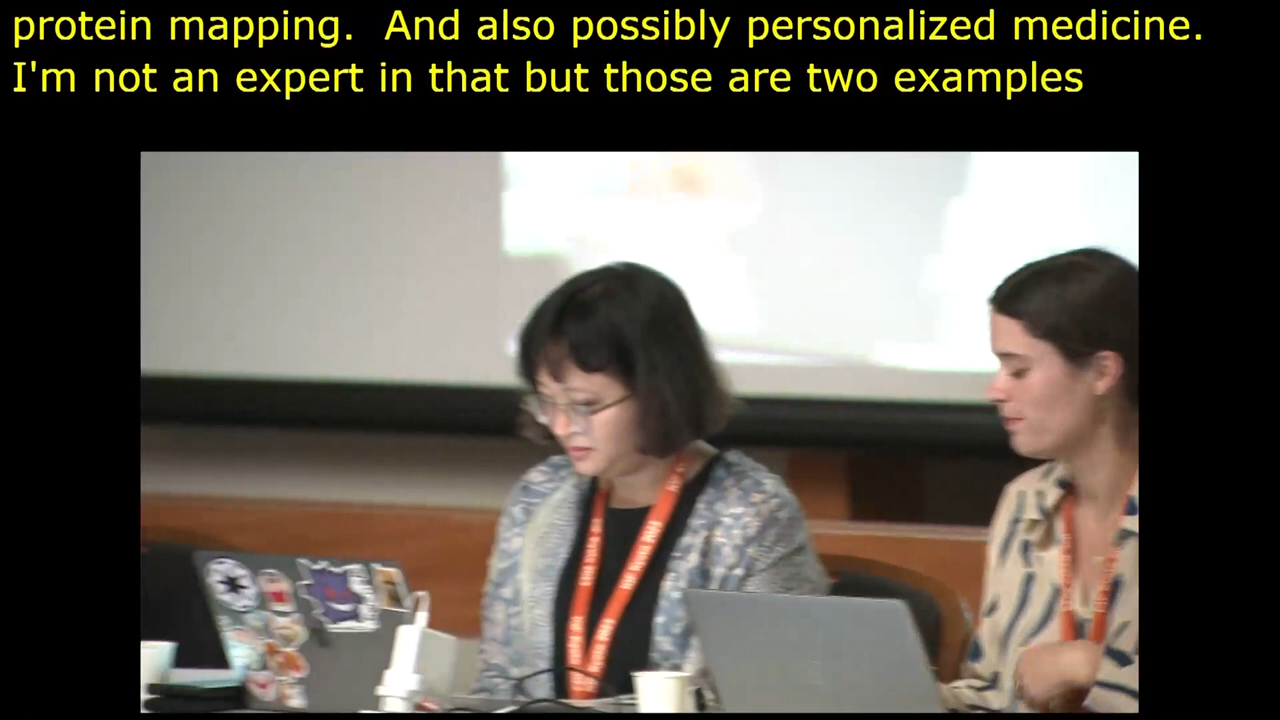 protein mapping.  And also possibly personalized medicine.
I'm not an expert in that but those are two examples